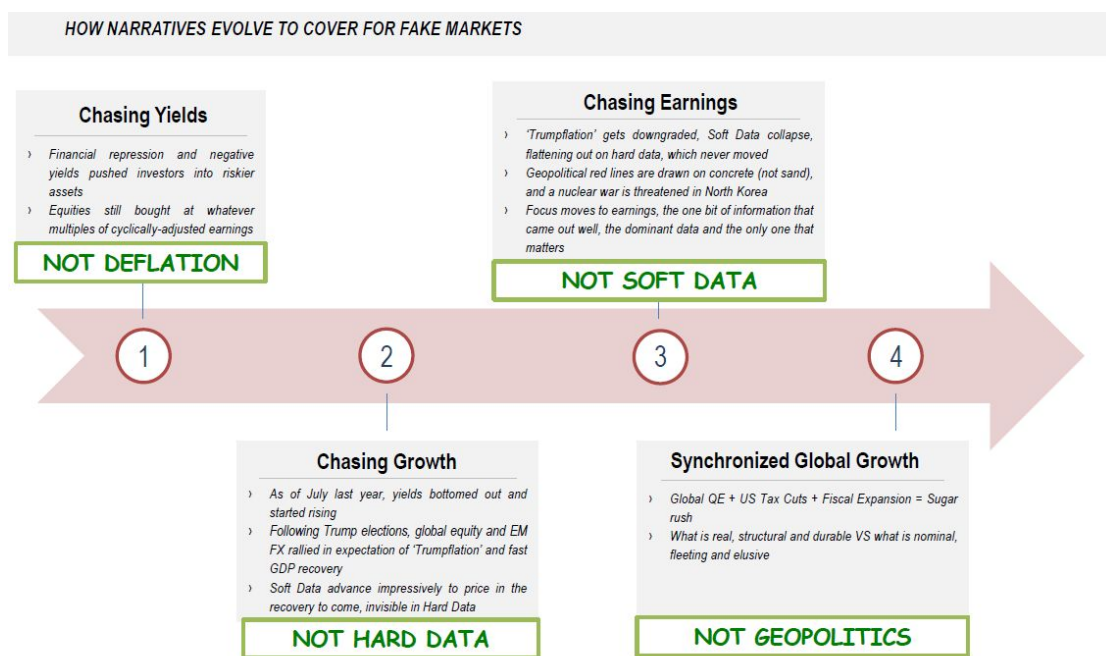 HOW NARRATIVES EVOLVE TO COVER FOR FAKE MARKETS
Chasing Yields
› Financial repression and negative
yields pushed investors into riskier
assets
› Equities still bought at whatever
multiples of cyclically-adjusted earnings
NOT DEFLATION
Chasing Earnings
› ‘Trumpflation’ gets downgraded, Soft Data collapse,
flattening out on hard data, which never moved
› Geopolitical red lines are drawn on concrete (not sand),
and a nuclear war is threatened in North Korea
› Focus moves to earnings, the one bit of information that
came out well, the dominant data and the only one that
matters
NOT SOFT DATA
1
2
3
4
Chasing Growth
› As of July last year, yields bottomed out and
started rising
› Following Trump elections, global equity and EM
FX rallied in expectation of ‘Trumpflation’ and fast
GDP recovery
› Soft Data advance impressively to price in the
recovery to come, invisible in Hard Data
NOT HARD DATA
Synchronized Global Growth
› Global QE + US Tax Cuts + Fiscal Expansion = Sugar
rush
› What is real, structural and durable VS what is nominal,
fleeting and elusive
NOT GEOPOLITICS